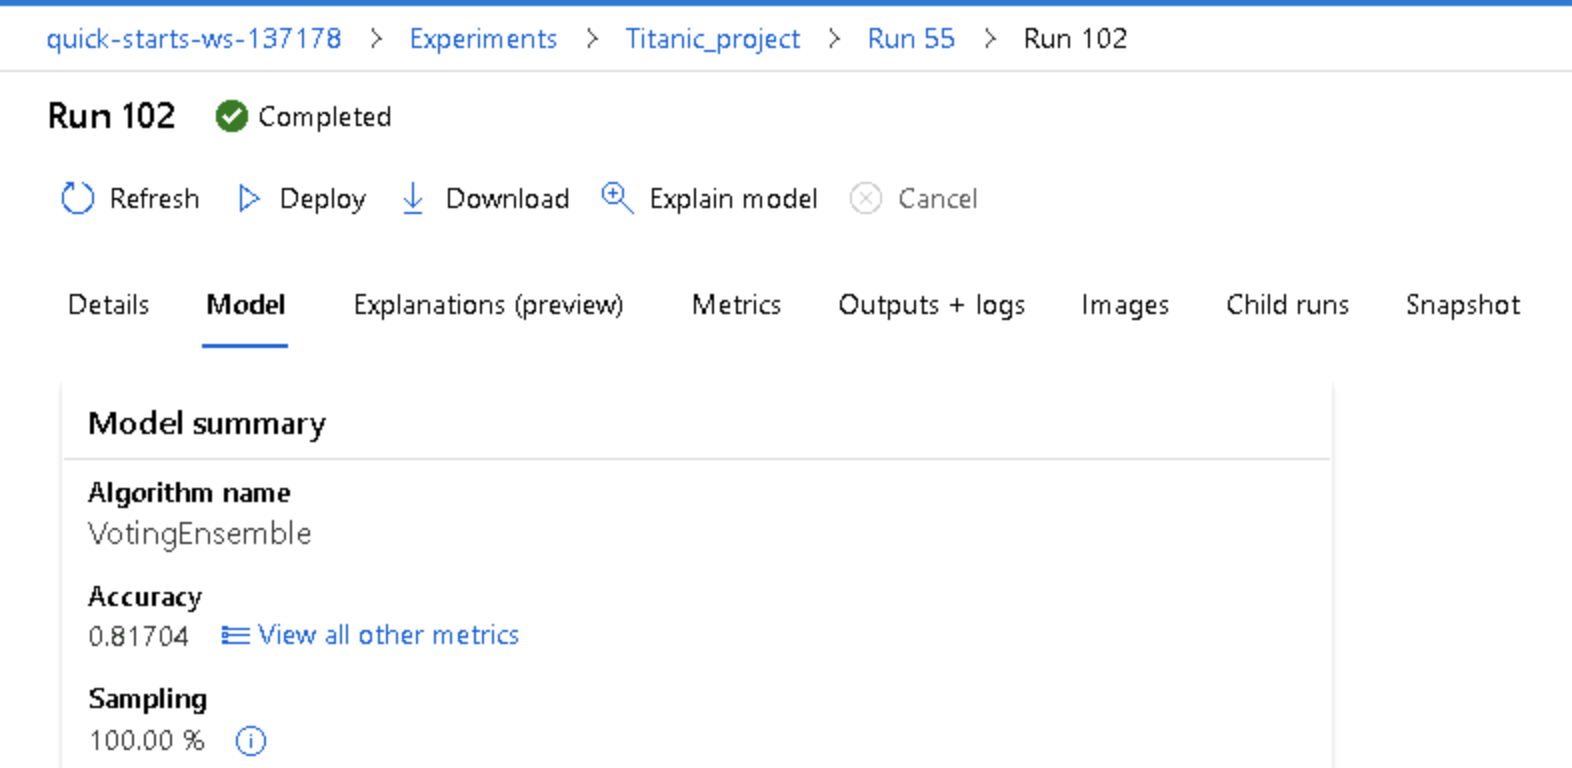 quick-starts-ws-137178 > Experiments > Titanic_project > Run 55 > Run 102
Run 102 Completed
Refresh Deploy Download Explain model Cancel
Details Model Explanations (preview) Metrics Outputs + logs Images Child runs Snapshot
Model summary
Algorithm name
VotingEnsemble
Accuracy
0.81704 View all other metrics
Sampling
100.00 %